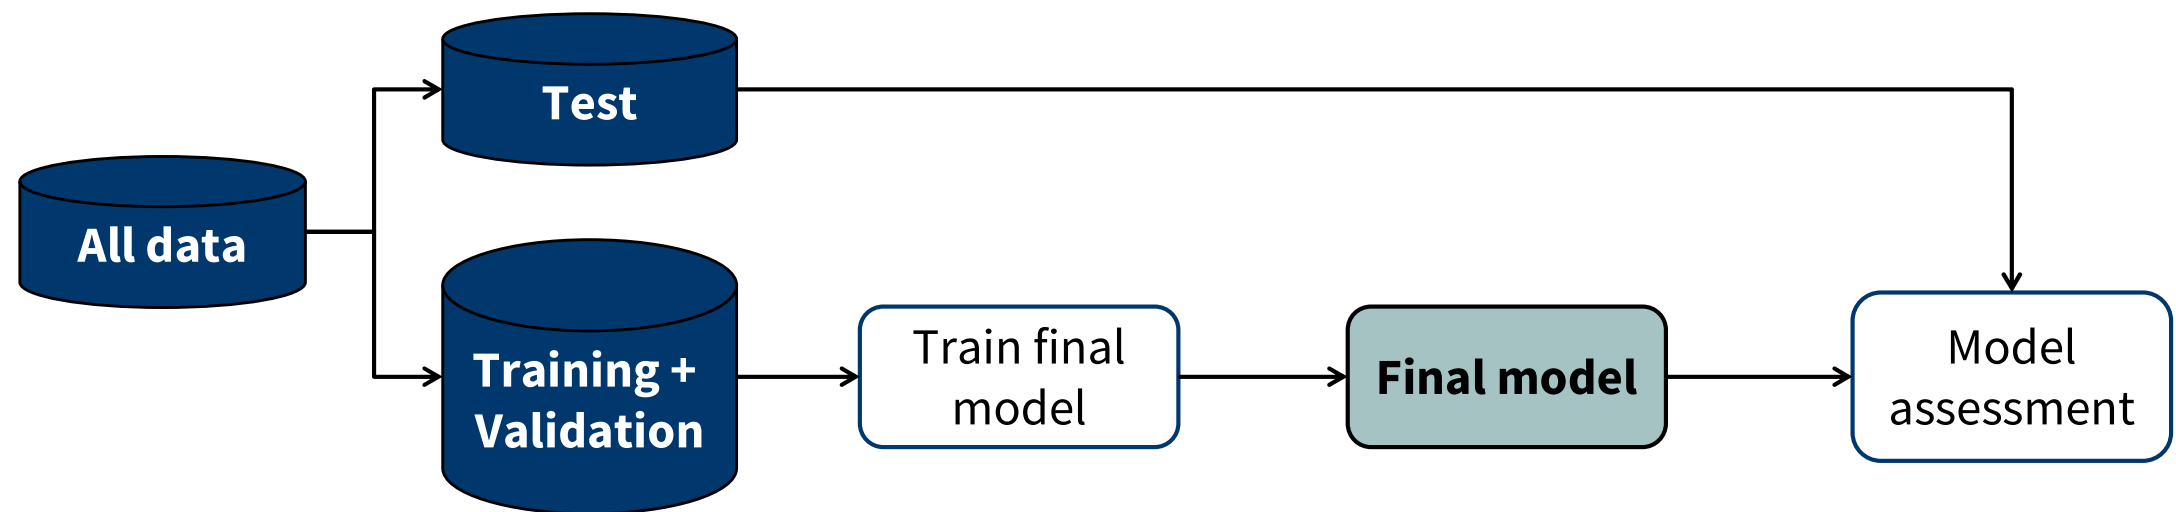 Test
All data
Training +
Validation
Train final
model
Final model
Model
assessment